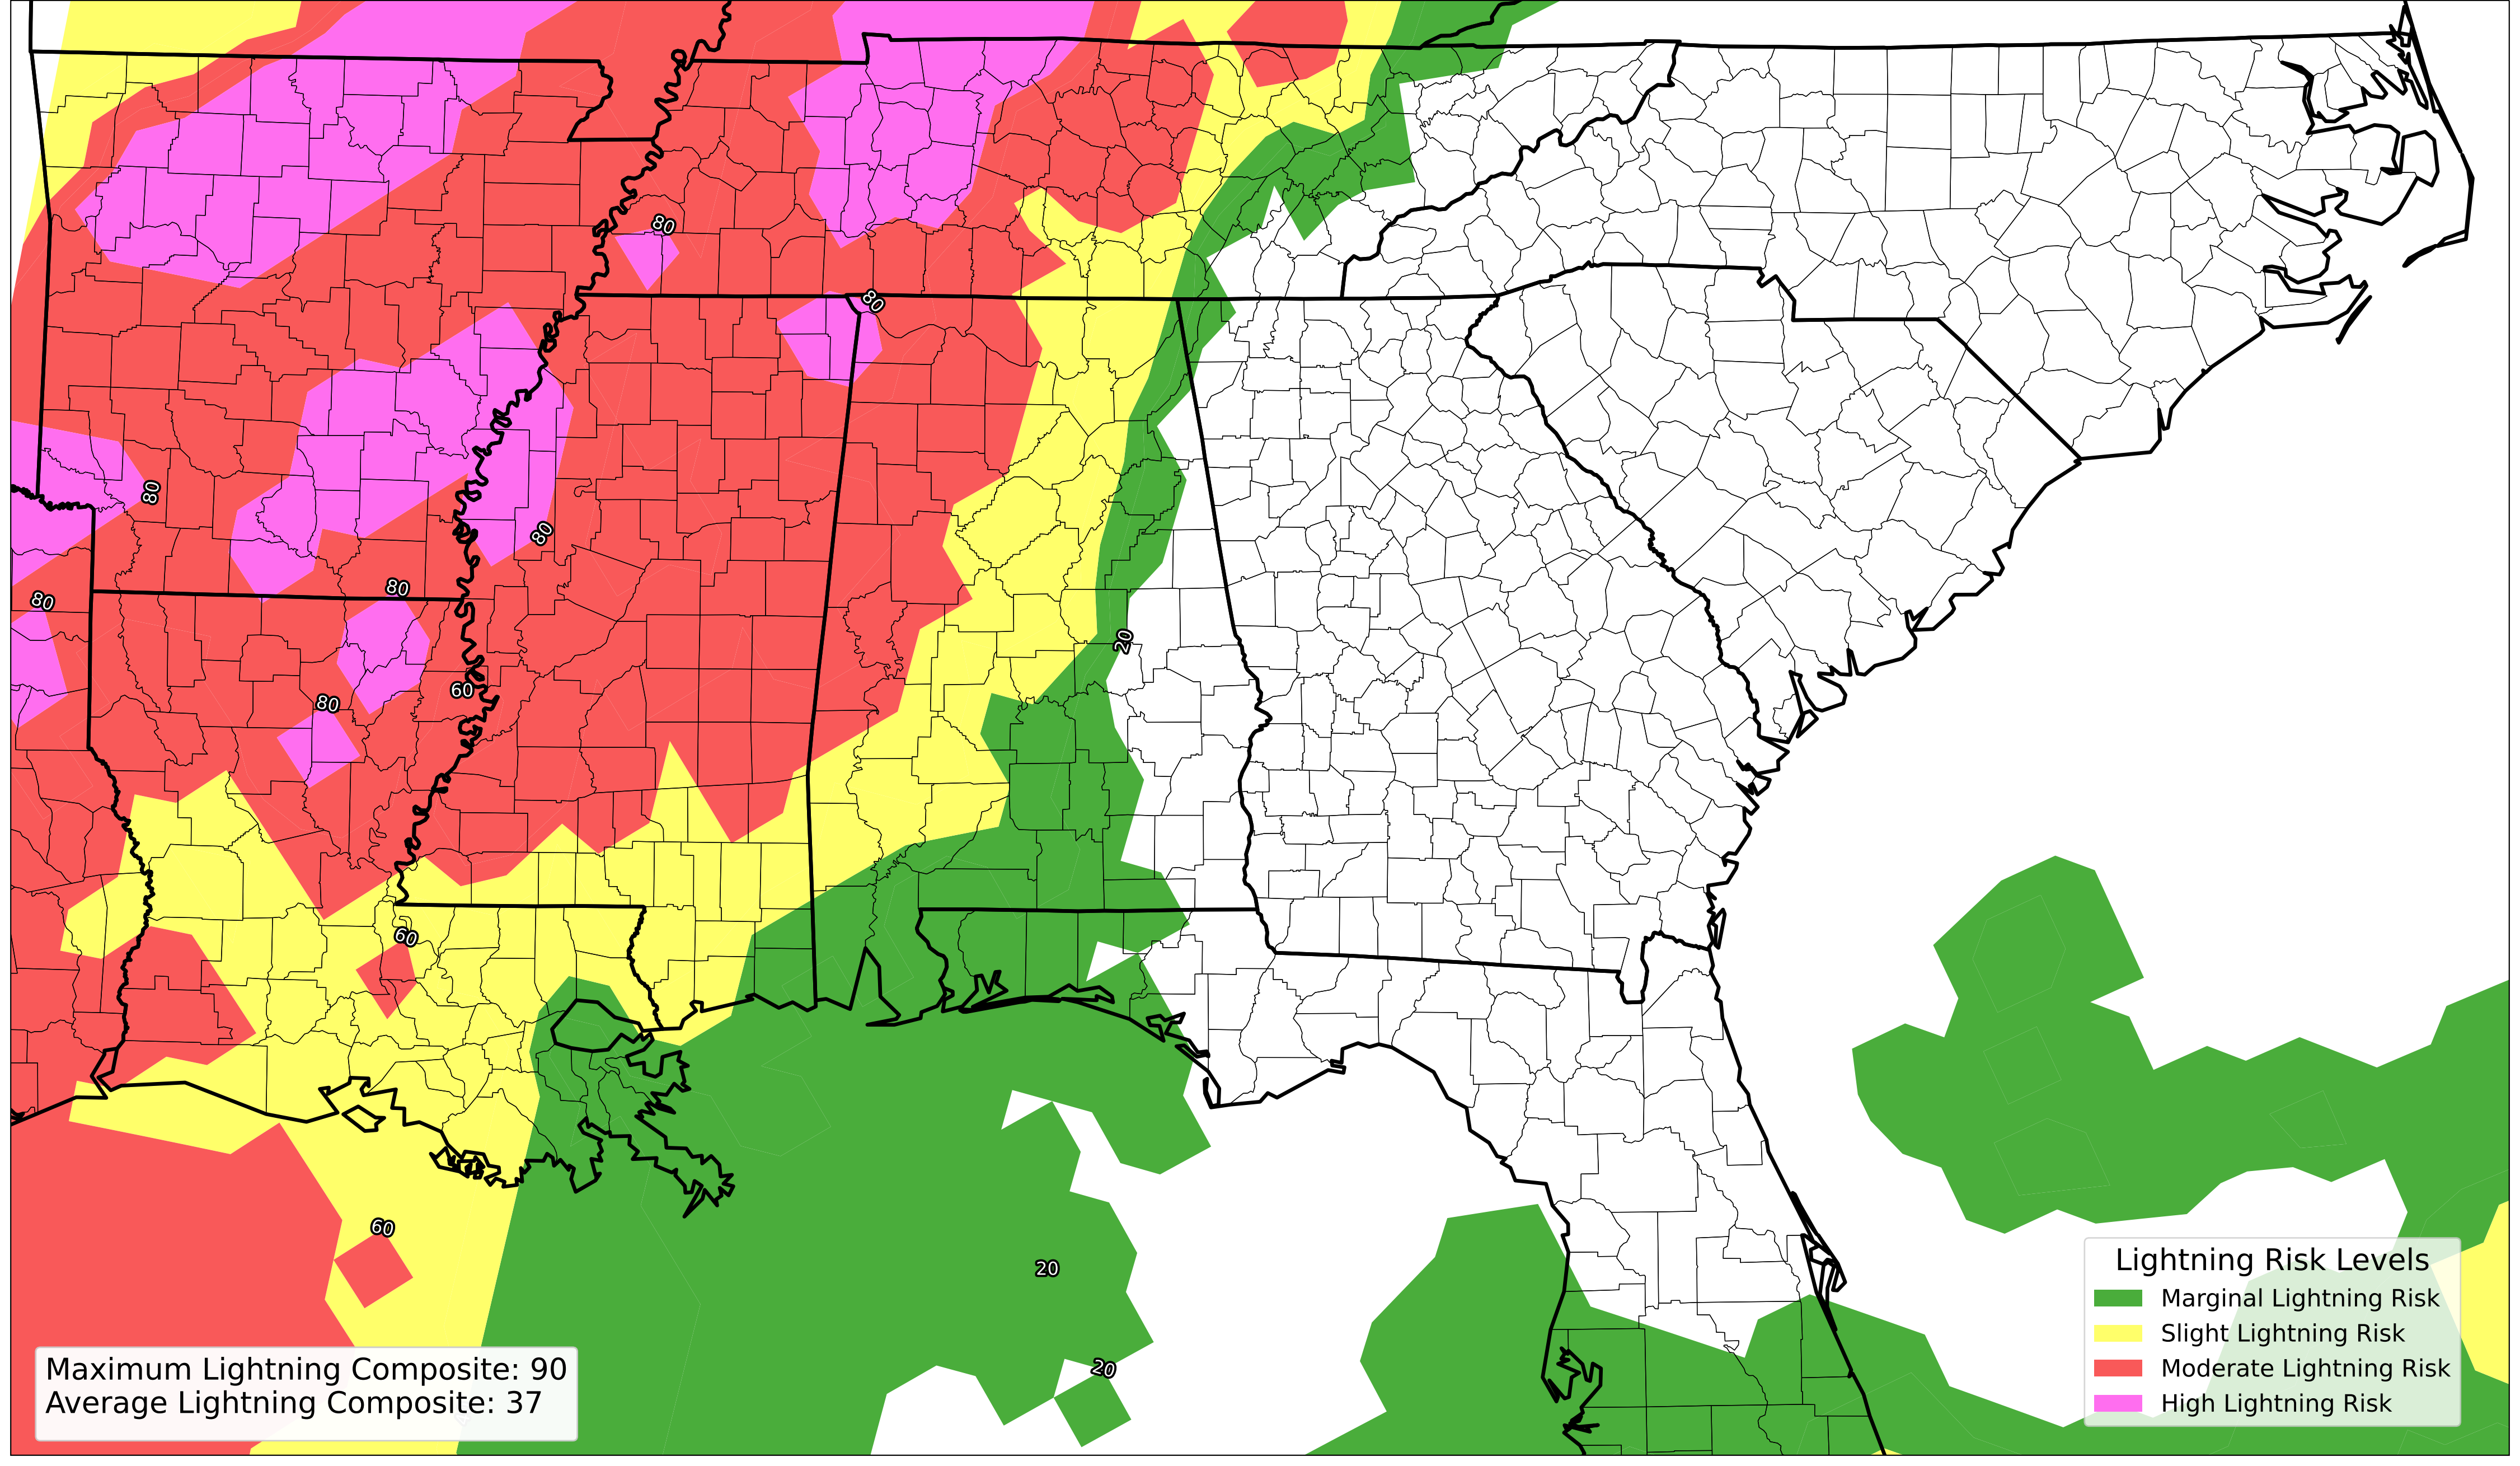 80
80
80
80
80
80
60
80
20
60
60
20
20
Lightning Risk Levels
Marginal Lightning Risk
Slight Lightning Risk
Moderate Lightning Risk
High Lightning Risk
Maximum Lightning Composite: 90
Average Lightning Composite: 37